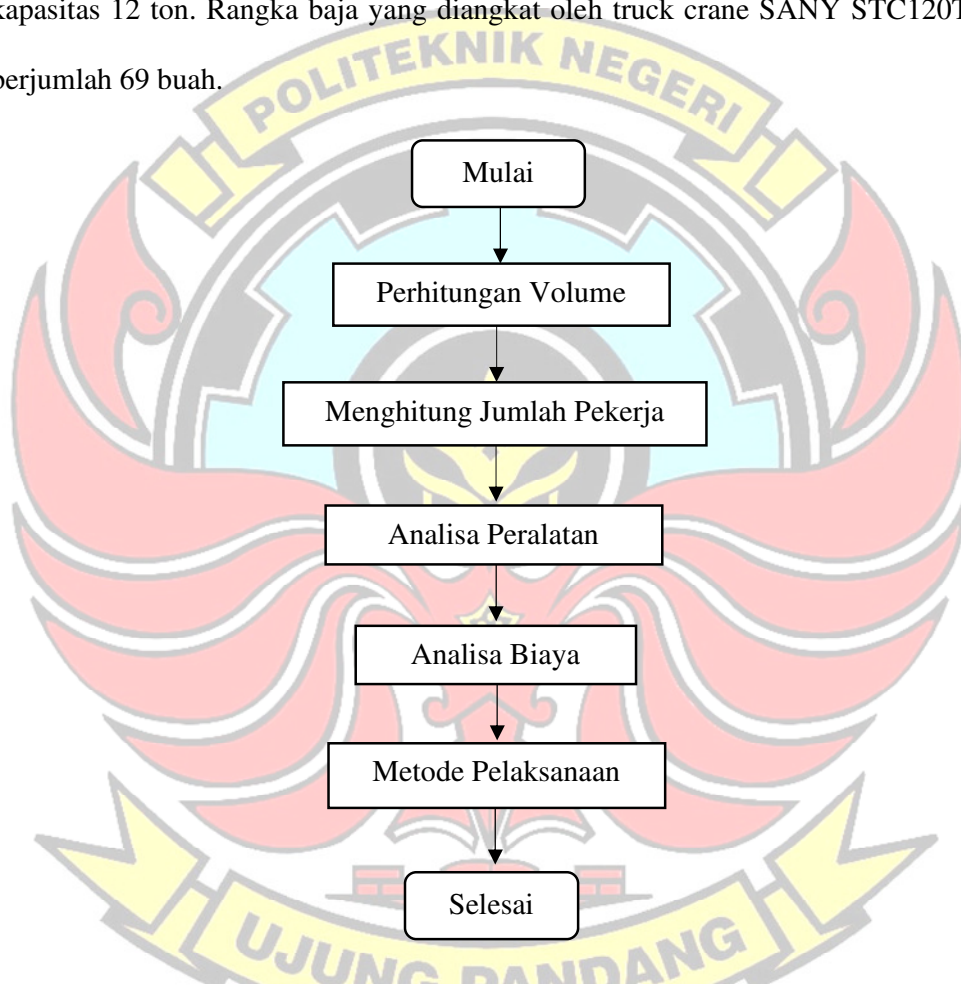 kapasitas 12 ton. Rangka baja yang diangkat oleh truck crane SANY STC120T
berjumlah 69 buah.
POLITEKNIK NEGERI
Mulai
Perhitungan Volume
Menghitung Jumlah Pekerja
Analisa Peralatan
Analisa Biaya
Metode Pelaksanaan
Selesai
UJUNG PANDANG